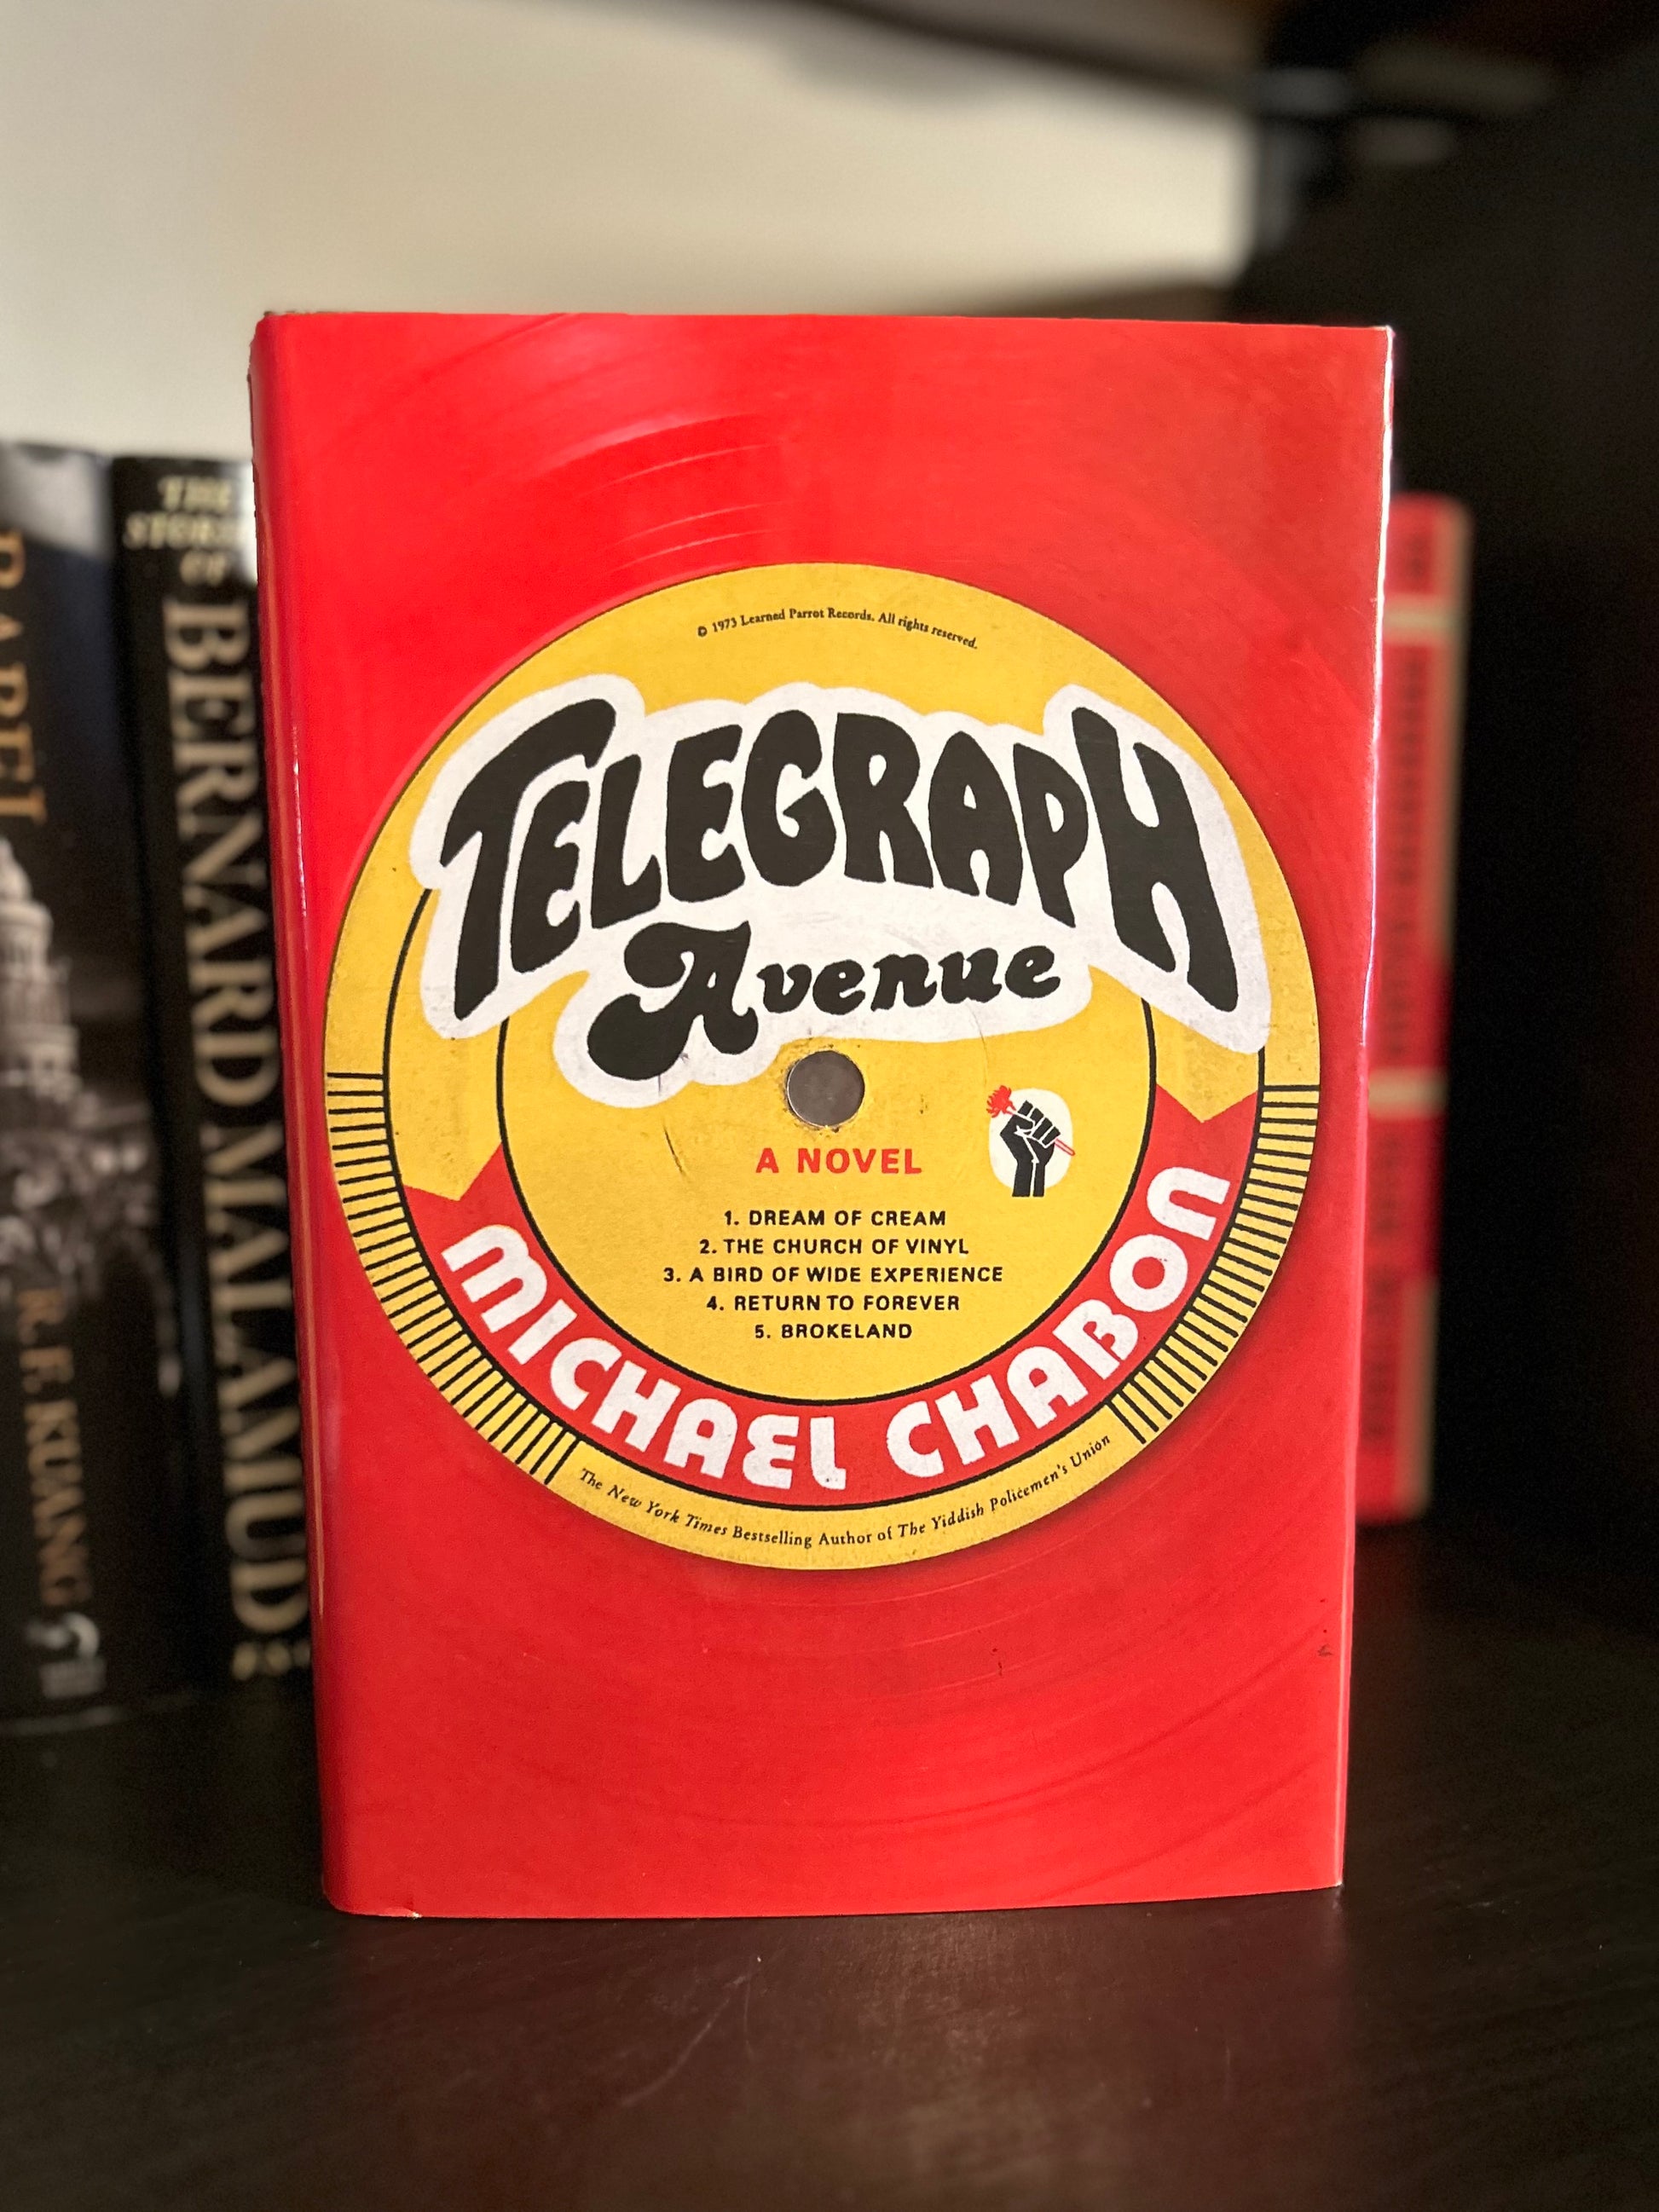 © 1973 Learned Parrot Records. All rights reserved.
TELEGRAPH
Avenue
A NOVEL
1. DREAM OF CREAM
2. THE CHURCH OF VINYL
3. A BIRD OF WIDE EXPERIENCE
4. RETURN TO FOREVER
5. BROKELAND
MICHAEL CHABON
The New York Times Bestselling Author of The Yiddish Policemen's Union
BABEL
R. F. KUANG
THE
STORIES
OF
BERNARD MALAMUD